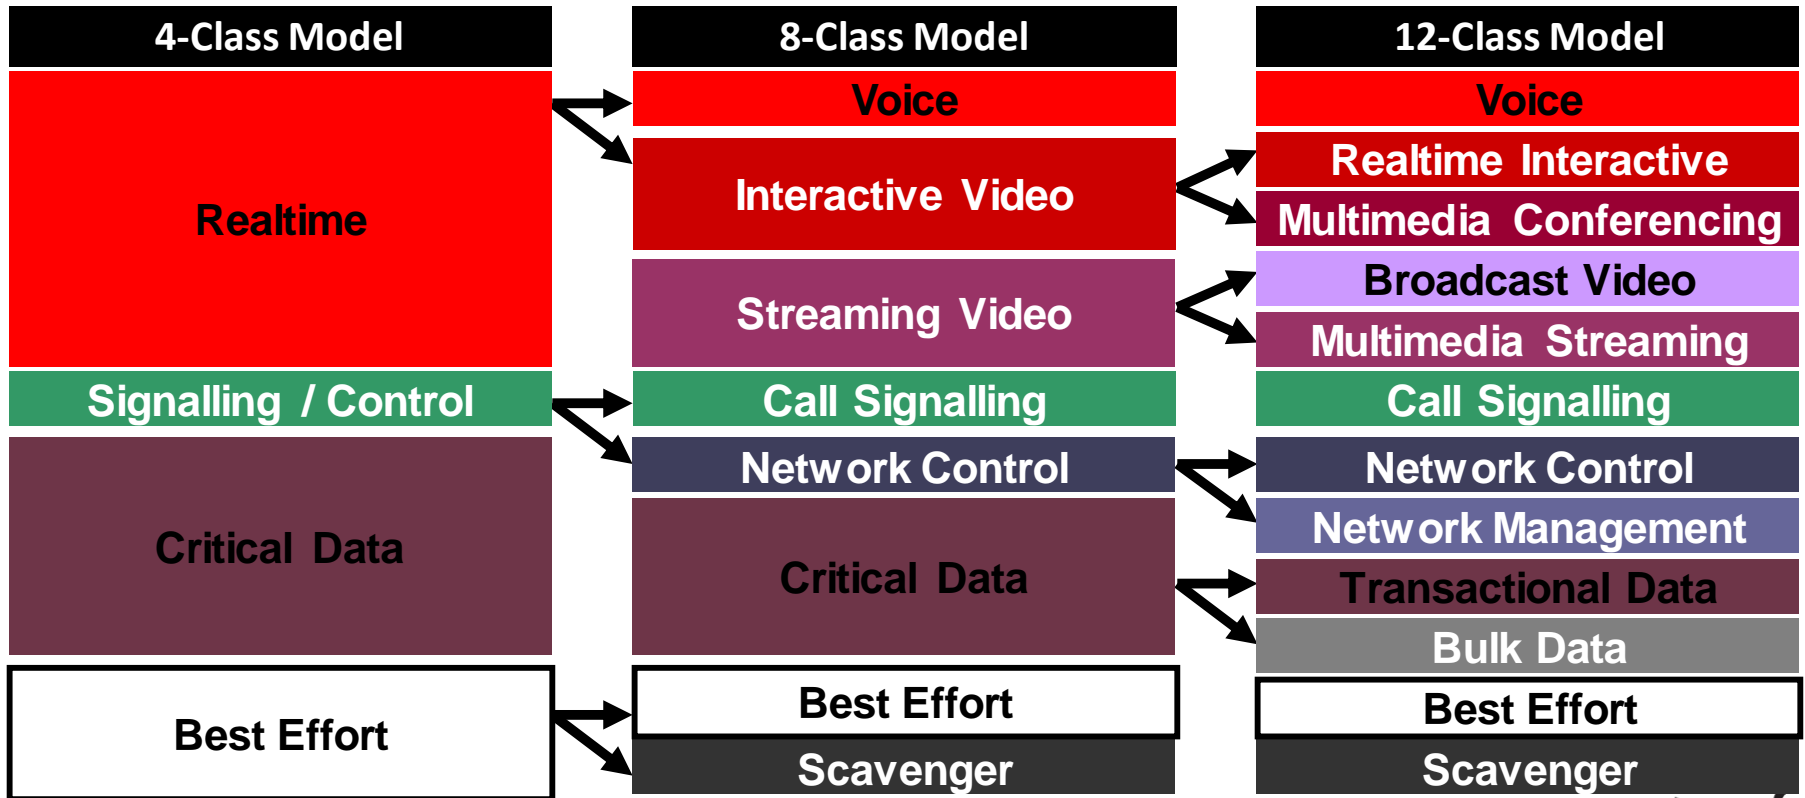 4-Class Model
Realtime
Signalling / Control
Critical Data
Best Effort
8-Class Model
Voice
Interactive Video
Streaming Video
Call Signalling
Network Control
Critical Data
Best Effort
Scavenger
12-Class Model
Voice
Realtime Interactive
Multimedia Conferencing
Broadcast Video
Multimedia Streaming
Call Signalling
Network Control
Network Management
Transactional Data
Bulk Data
Best Effort
Scavenger